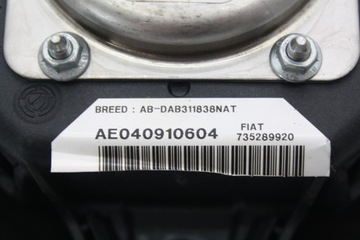 BREED : AB-DAB311838NAT
AE040910604 FIAT
735289920